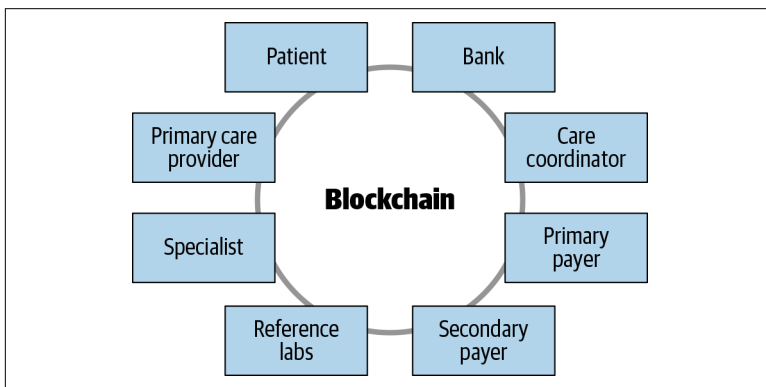 Patient
Bank
Primary care
provider
Care
coordinator
Blockchain
Specialist
Primary
payer
Reference
labs
Secondary
payer